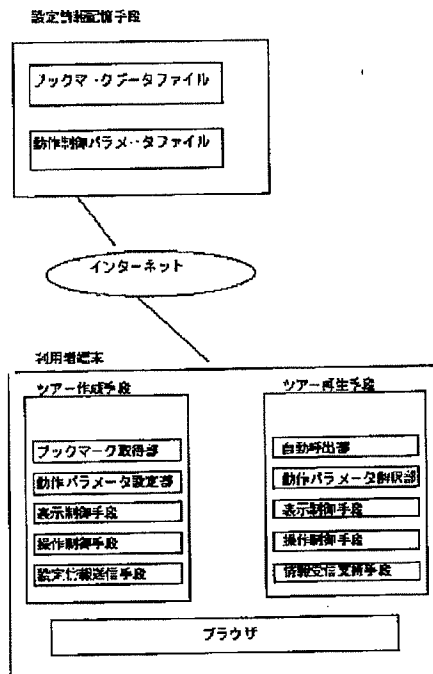 設定情報記憶手段
ブックマークデータファイル
動作制御パラメータファイル
インターネット
利用者端末
ツアー作成手段
ブックマーク取得部
動作パラメータ設定部
表示制御手段
操作制御手段
設定情報送信手段
ツアー再生手段
自動呼出部
動作パラメータ解釈部
表示制御手段
操作制御手段
ブラウザ